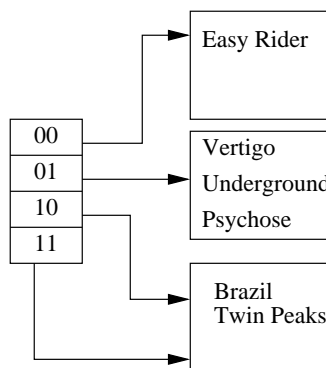 Easy Rider
00
01
10
11
Vertigo
Underground
Psychose
Brazil
Twin Peaks